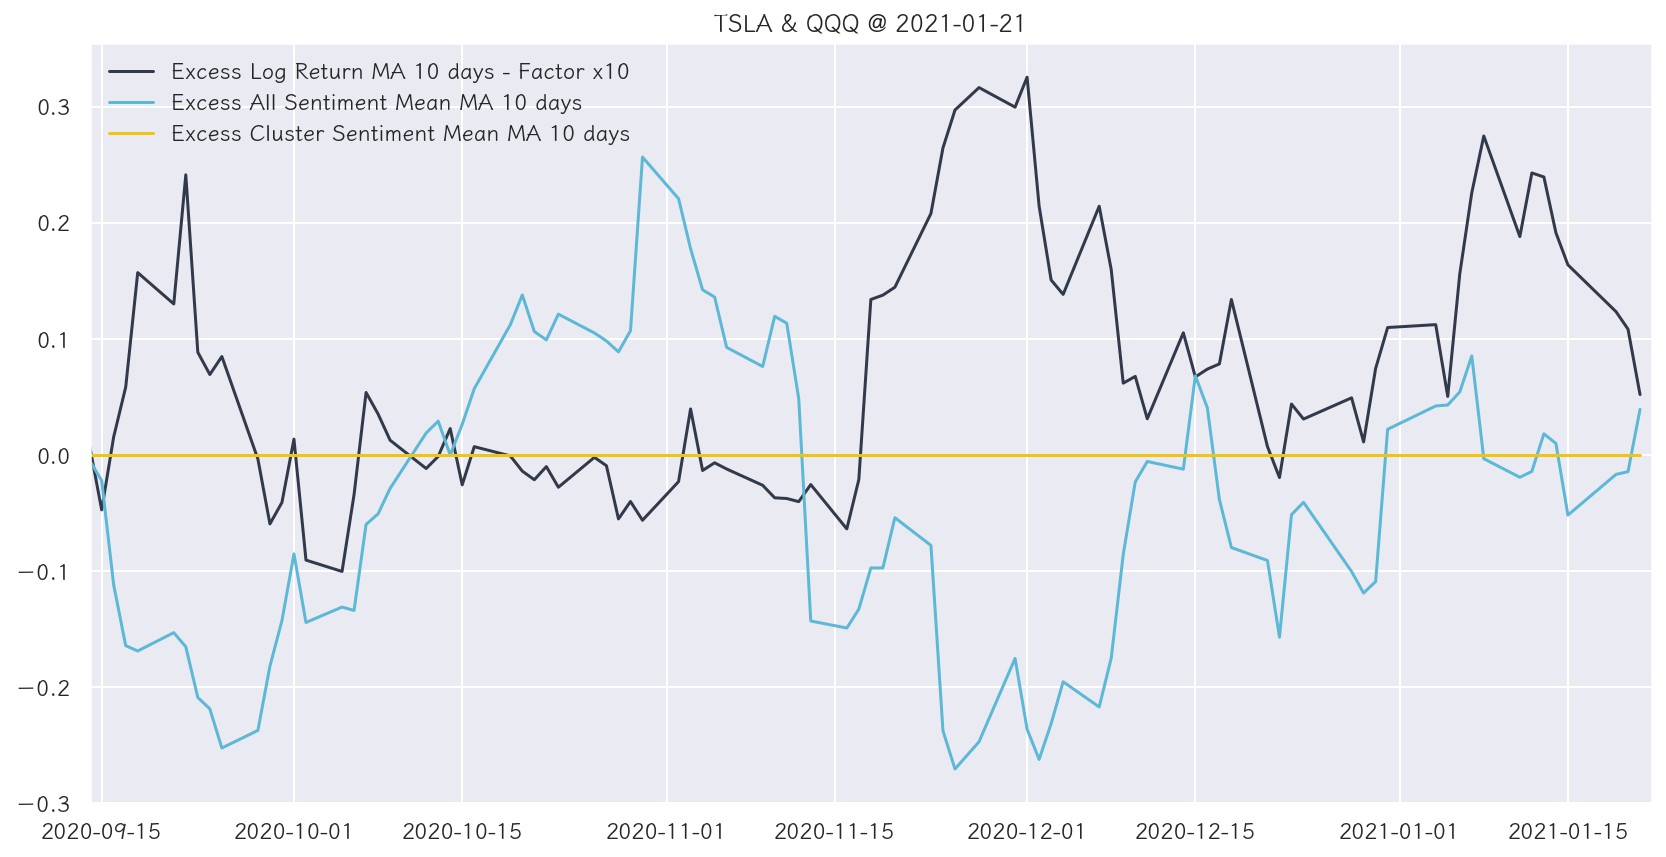 TSLA & QQQ @ 2021-01-21
Excess Log Return MA 10 days - Factor x10
Excess All Sentiment Mean MA 10 days
Excess Cluster Sentiment Mean MA 10 days
0.3
0.2
0.1
0.0
−0.1
−0.2
−0.3
2020-09-15 2020-10-01 2020-10-15 2020-11-01 2020-11-15 2020-12-01 2020-12-15 2021-01-01 2021-01-15